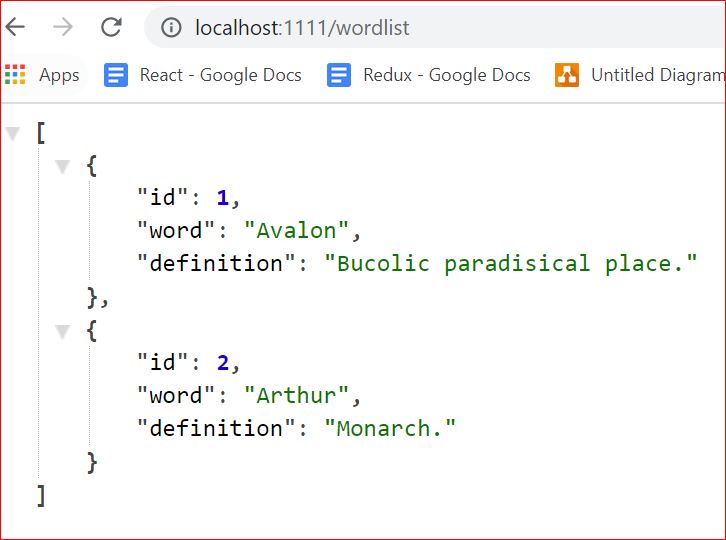 localhost:1111/wordlist
Apps React - Google Docs Redux - Google Docs Untitled Diagram
[
{
"id": 1,
"word": "Avalon",
"definition": "Bucolic paradisical place."
},
{
"id": 2,
"word": "Arthur",
"definition": "Monarch."
}
]